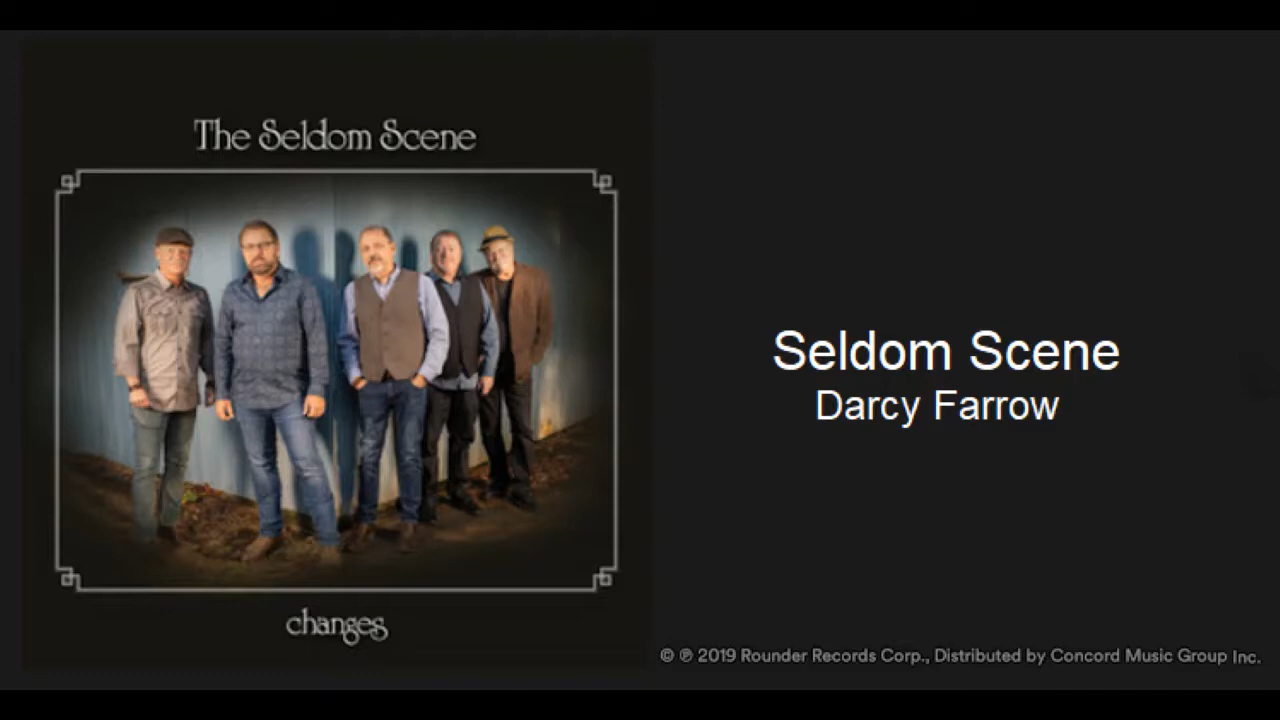 The Seldom Scene
changes
Seldom Scene
Darcy Farrow
© ℗ 2019 Rounder Records Corp., Distributed by Concord Music Group Inc.